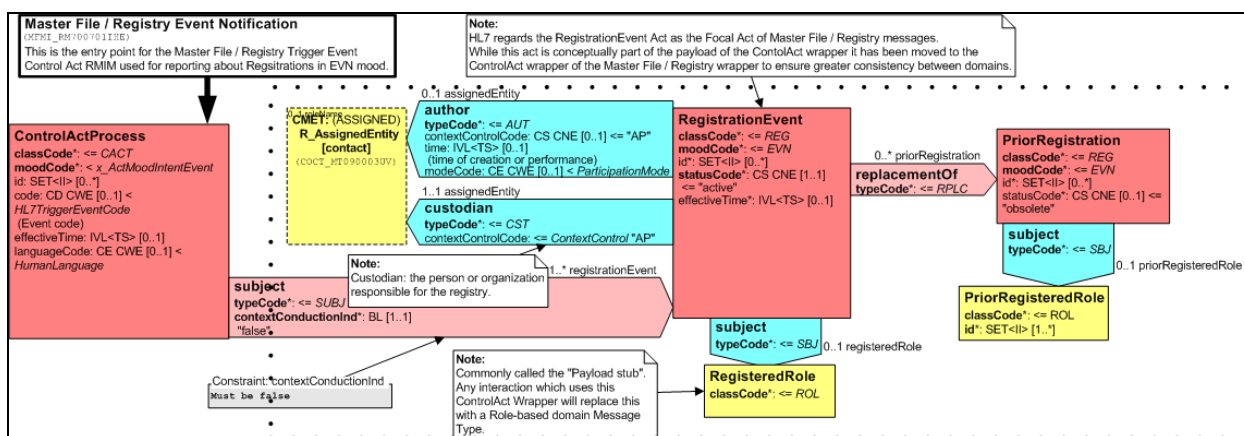 Master File / Registry Event Notification
(MFMI_RM700701IHE)
This is the entry point for the Master File / Registry Trigger Event
Control Act RMIM used for reporting about Regsitrations in EVN mood.
Note:
HL7 regards the RegistrationEvent Act as the Focal Act of Master File / Registry messages.
While this act is conceptually part of the payload of the ContolAct wrapper it has been moved to the
ControlAct wrapper of the Master File / Registry wrapper to ensure greater consistency between domains.
ControlActProcess
classCode*: <= CACT
moodCode*: < x_ActMoodIntentEvent
id: SET<II> [0..*]
code: CD CWE [0..1] <
HL7TriggerEventCode
(Event code)
effectiveTime: IVL<TS> [0..1]
languageCode: CE CWE [0..1] <
HumanLanguage
CMET: (ASSIGNED)
R_AssignedEntity
[contact]
(COCT_MT090003UV)
0..1 assignedEntity
author
typeCode*: <= AUT
contextControlCode: CS CNE [0..1] <= "AP"
time: IVL<TS> [0..1]
(time of creation or performance)
modeCode: CE CWE [0..1] < ParticipationMode
1..1 assignedEntity
custodian
typeCode*: <= CST
contextControlCode: <= ContextControl "AP"
Note:
Custodian: the person or organization
responsible for the registry.
1..* registrationEvent
subject
typeCode*: <= SUBJ
contextConductionInd*: BL [1..1]
"false"
Constraint: contextConductionInd
Must be false
RegistrationEvent
classCode*: <= REG
moodCode*: <= EVN
id*: SET<II> [0..*]
statusCode*: CS CNE [1..1]
<= "active"
effectiveTime*: IVL<TS> [0..1]
0..* priorRegistration
replacementOf
typeCode*: <= RPLC
PriorRegistration
classCode*: <= REG
moodCode*: <= EVN
id*: SET<II> [0..*]
statusCode*: CS CNE [0..1] <=
"obsolete"
subject
typeCode*: <= SBJ
0..1 priorRegisteredRole
PriorRegisteredRole
classCode*: <= ROL
id*: SET<II> [1..*]
subject
typeCode*: <= SBJ
0..1 registeredRole
RegisteredRole
classCode*: <= ROL
Note:
Commonly called the "Payload stub".
Any interaction which uses this
ControlAct Wrapper will replace this
with a Role-based domain Message
Type.